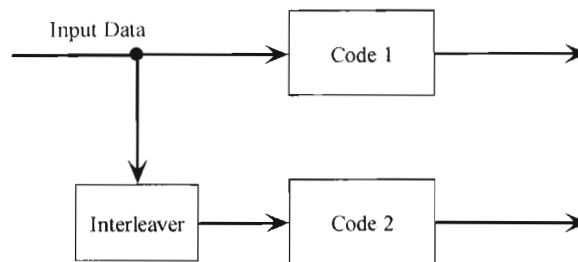 Input Data
Code 1
Interleaver
Code 2